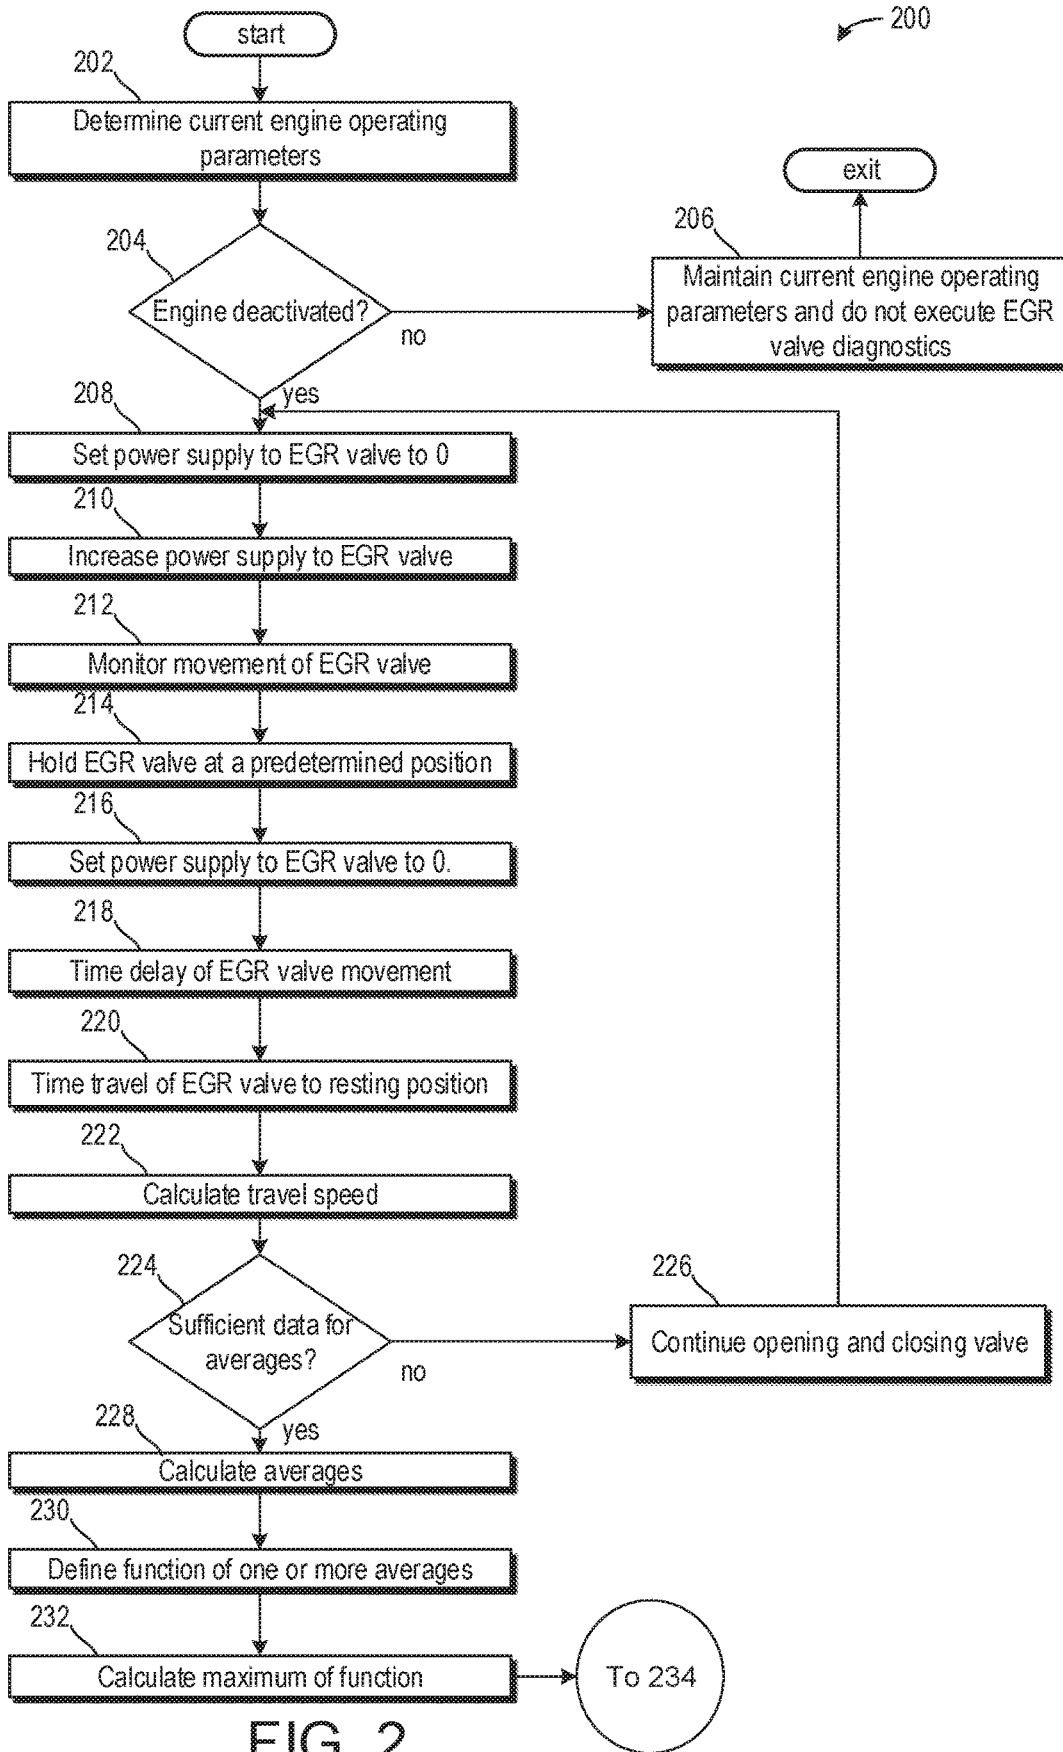 start
200
202
Determine current engine operating
parameters
exit
204
206
Engine deactivated?
no
Maintain current engine operating
parameters and do not execute EGR
valve diagnostics
yes
208
Set power supply to EGR valve to 0
210
Increase power supply to EGR valve
212
Monitor movement of EGR valve
214
Hold EGR valve at a predetermined position
216
Set power supply to EGR valve to 0.
218
Time delay of EGR valve movement
220
Time travel of EGR valve to resting position
222
Calculate travel speed
224
226
Sufficient data for
averages?
no
Continue opening and closing valve
yes
228
Calculate averages
230
Define function of one or more averages
232
Calculate maximum of function
To 234
FIG. 2